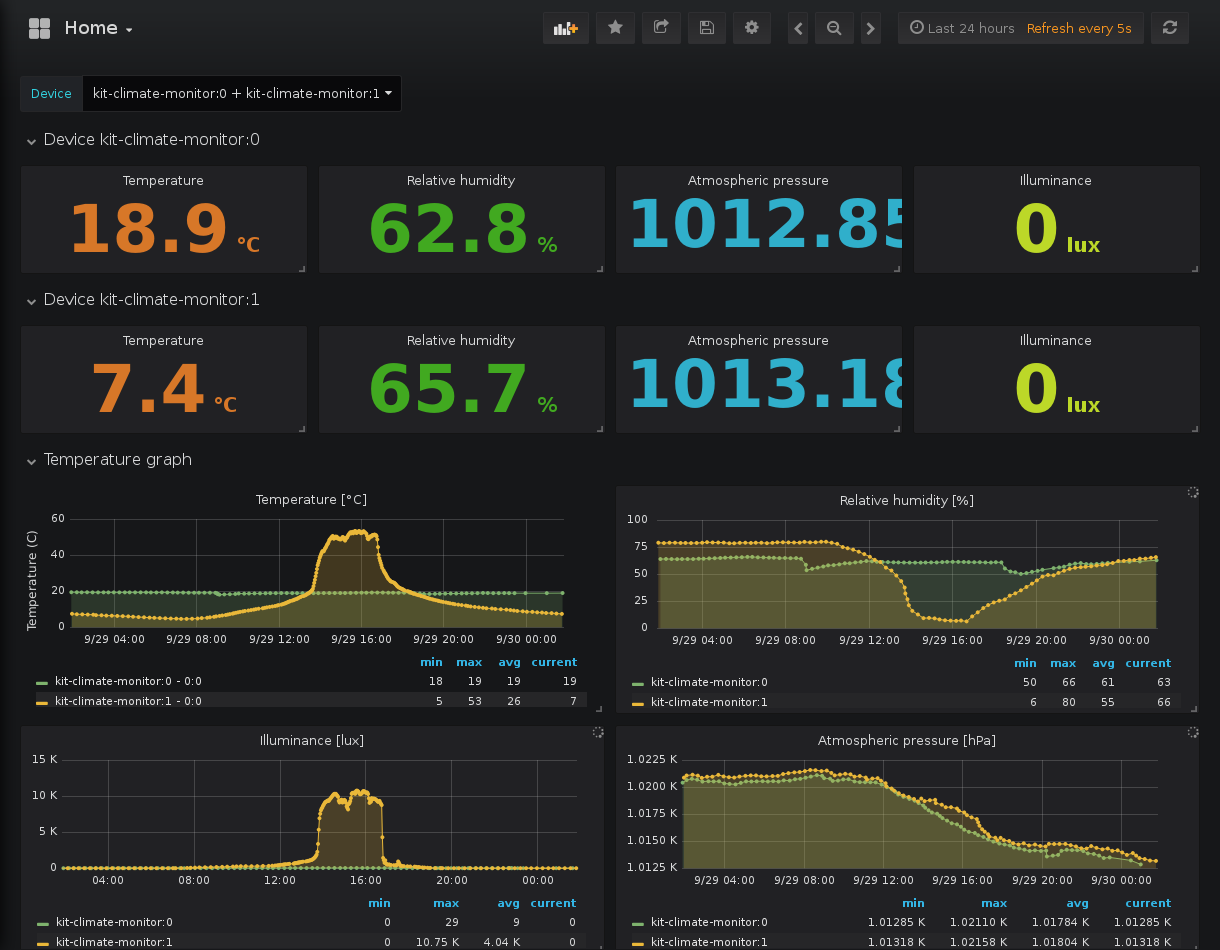 Home
Last 24 hours Refresh every 5s
Device kit-climate-monitor:0 + kit-climate-monitor:1
Device kit-climate-monitor:0
Temperature Relative humidity Atmospheric pressure Illuminance
18.9 °C 62.8 % 1012.85 0 lux
Device kit-climate-monitor:1
Temperature Relative humidity Atmospheric pressure Illuminance
7.4 °C 65.7 % 1013.18 0 lux
Temperature graph
Temperature [°C]
Temperature (C)
60
40
20
0
9/29 04:00 9/29 08:00 9/29 12:00 9/29 16:00 9/29 20:00 9/30 00:00
min max avg current
kit-climate-monitor:0 - 0:0 18 19 19 19
kit-climate-monitor:1 - 0:0 5 53 26 7
Relative humidity [%]
100
75
50
25
0
9/29 04:00 9/29 08:00 9/29 12:00 9/29 16:00 9/29 20:00 9/30 00:00
min max avg current
kit-climate-monitor:0 50 66 61 63
kit-climate-monitor:1 6 80 55 66
Illuminance [lux]
15 K
10 K
5 K
0
04:00 08:00 12:00 16:00 20:00 00:00
min max avg current
kit-climate-monitor:0 0 29 9 0
kit-climate-monitor:1 0 10.75 K 4.04 K 0
Atmospheric pressure [hPa]
1.0225 K
1.0200 K
1.0175 K
1.0150 K
1.0125 K
9/29 04:00 9/29 08:00 9/29 12:00 9/29 16:00 9/29 20:00 9/30 00:00
min max avg current
kit-climate-monitor:0 1.01285 K 1.02110 K 1.01784 K 1.01285 K
kit-climate-monitor:1 1.01318 K 1.02158 K 1.01804 K 1.01318 K